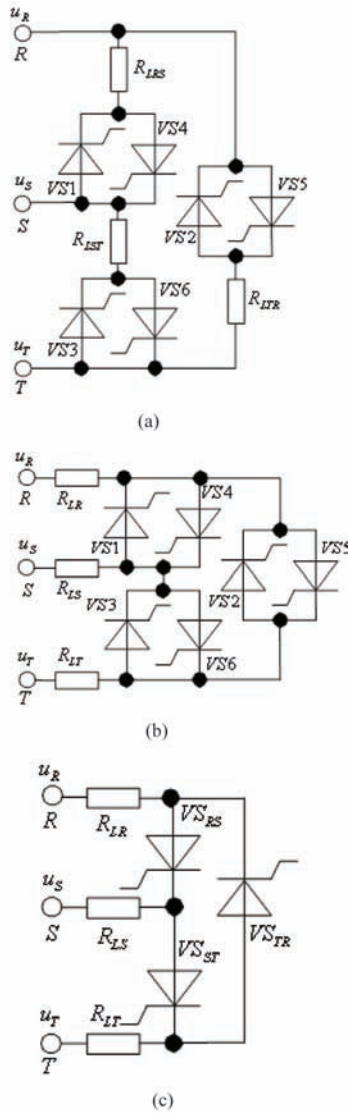 u_R
R
R_LRS
VS4
VS1
u_S
S
R_LST
VS5
VS2
VS6
VS3
R_LTR
u_T
T
(a)
u_R
R
R_LR
VS4
VS1
u_S
S
R_LS
VS3
VS2
VS5
u_T
T
R_LT
VS6
(b)
u_R
R
R_LR
VS_RS
u_S
S
R_LS
VS_ST
VS_TR
u_T
T
R_LT
(c)